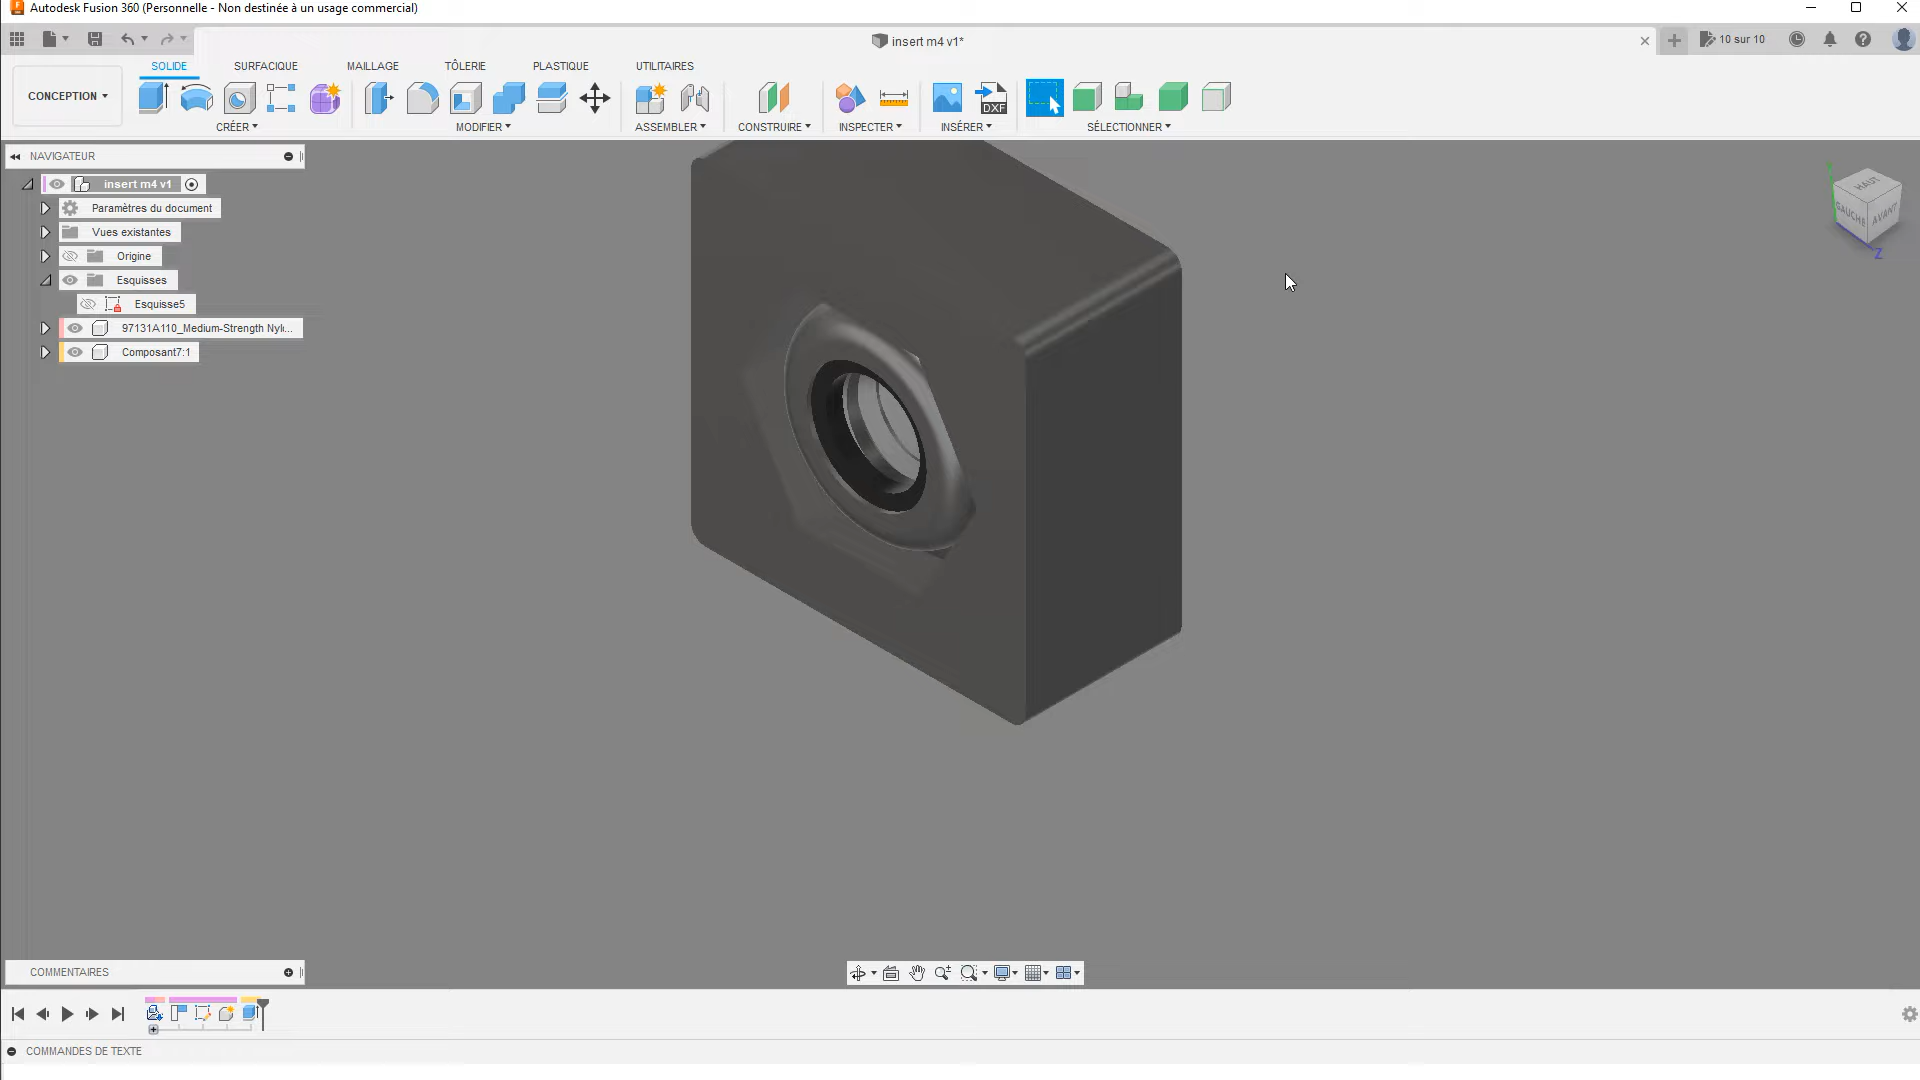 Autodesk Fusion 360 (Personnelle - Non destinée à un usage commercial)
insert m4 v1*
10 sur 10
CONCEPTION
SOLIDE
SURFACIQUE
MAILLAGE
TÔLERIE
PLASTIQUE
UTILITAIRES
DXF
CRÉER
MODIFIER
ASSEMBLER
CONSTRUIRE
INSPECTER
INSÉRER
SÉLECTIONNER
NAVIGATEUR
insert m4 v1
Paramètres du document
Vues existantes
Origine
Esquisses
Esquisse5
97131A110_Medium-Strength Nyl...
Composant7:1
HAUT
GAUCHE
AVANT
Z
COMMENTAIRES
COMMANDES DE TEXTE